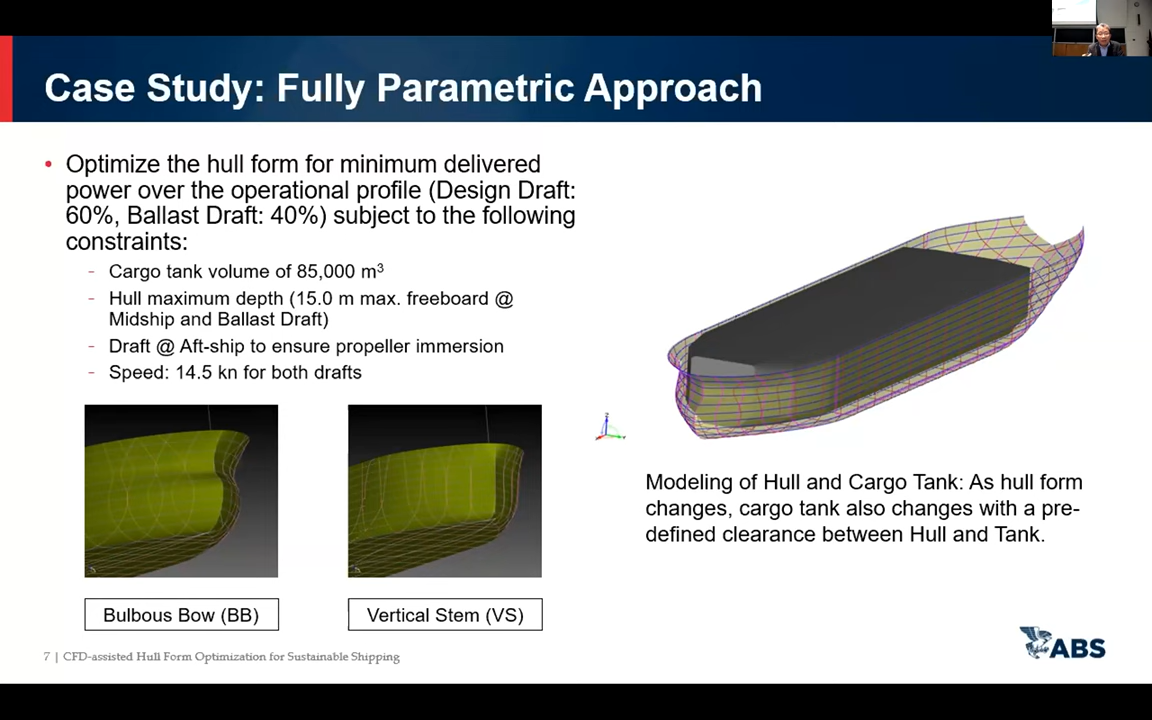 Case Study: Fully Parametric Approach
• Optimize the hull form for minimum delivered
power over the operational profile (Design Draft:
60%, Ballast Draft: 40%) subject to the following
constraints:
- Cargo tank volume of 85,000 m³
- Hull maximum depth (15.0 m max. freeboard @
Midship and Ballast Draft)
- Draft @ Aft-ship to ensure propeller immersion
- Speed: 14.5 kn for both drafts
Modeling of Hull and Cargo Tank: As hull form
changes, cargo tank also changes with a pre-
defined clearance between Hull and Tank.
Bulbous Bow (BB)
Vertical Stem (VS)
7 | CFD-assisted Hull Form Optimization for Sustainable Shipping
ABS